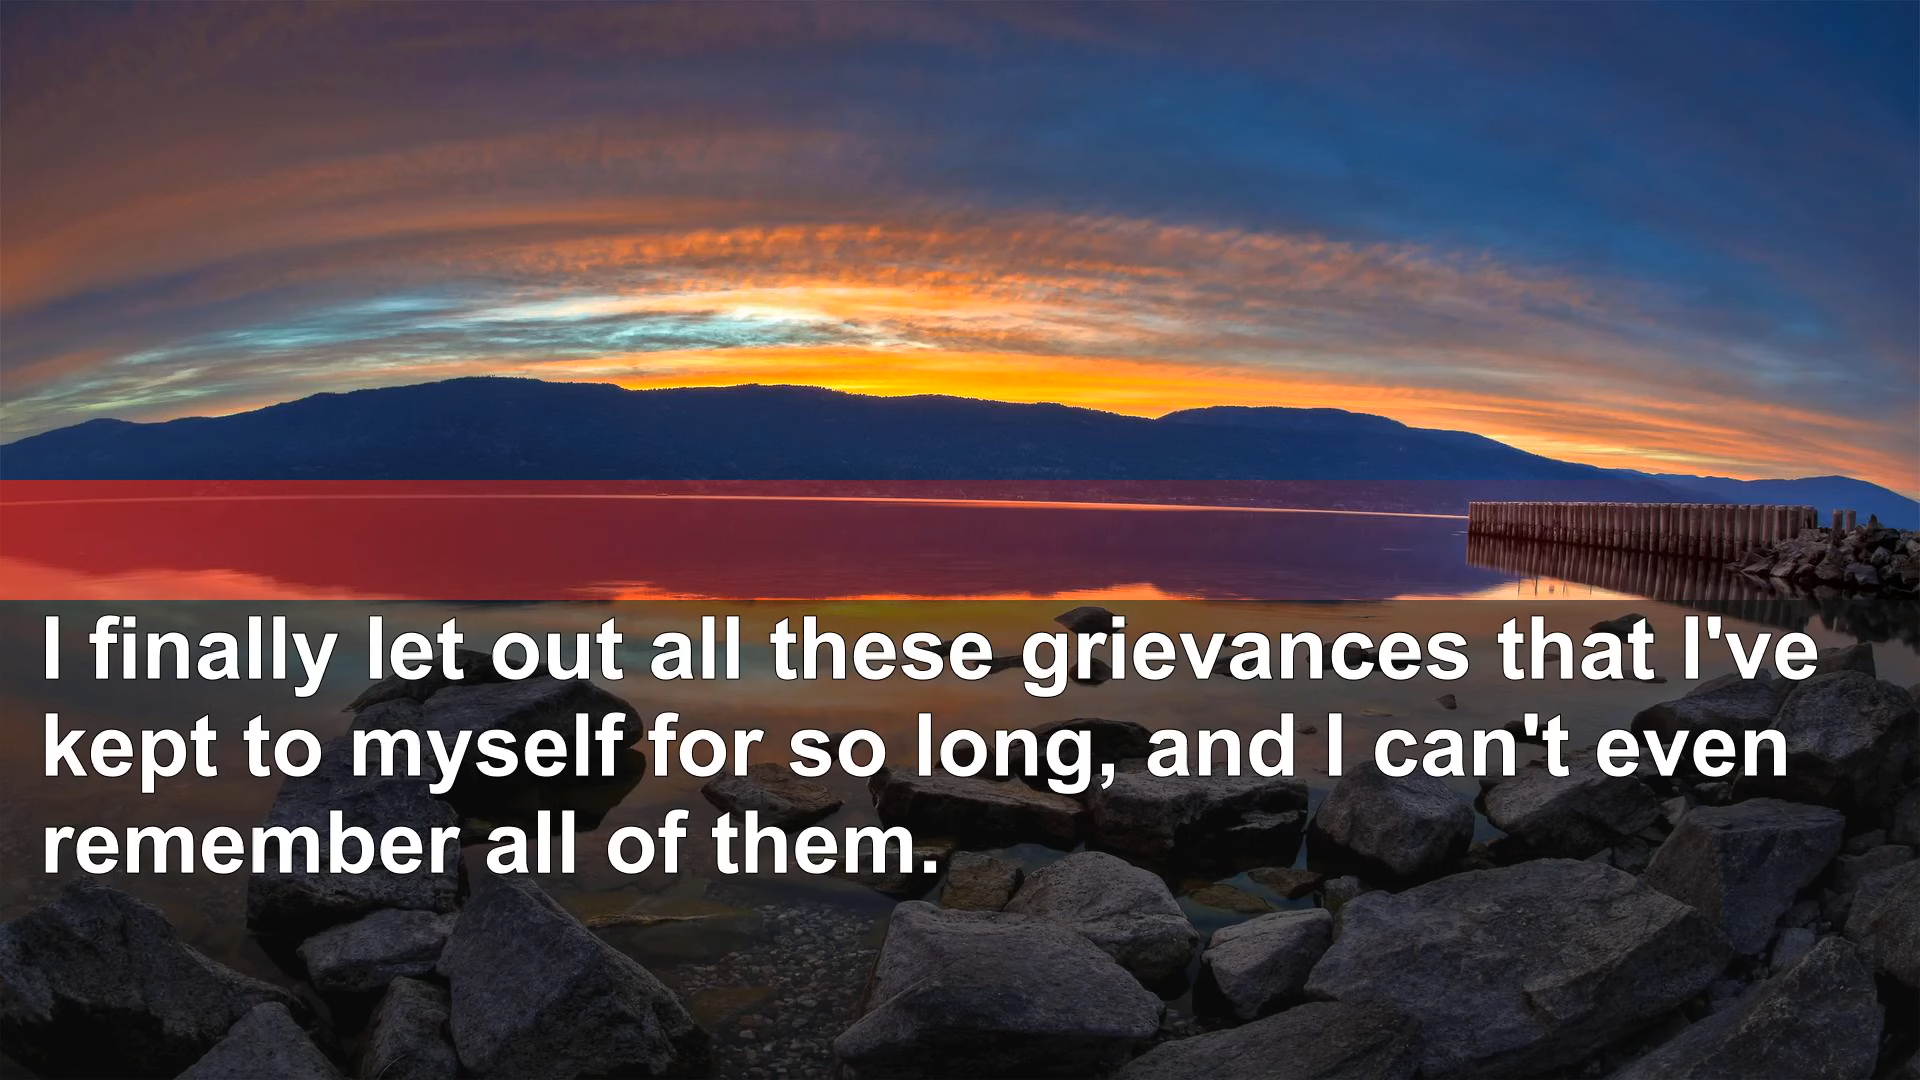 I finally let out all these grievances that I've
kept to myself for so long, and I can't even
remember all of them.